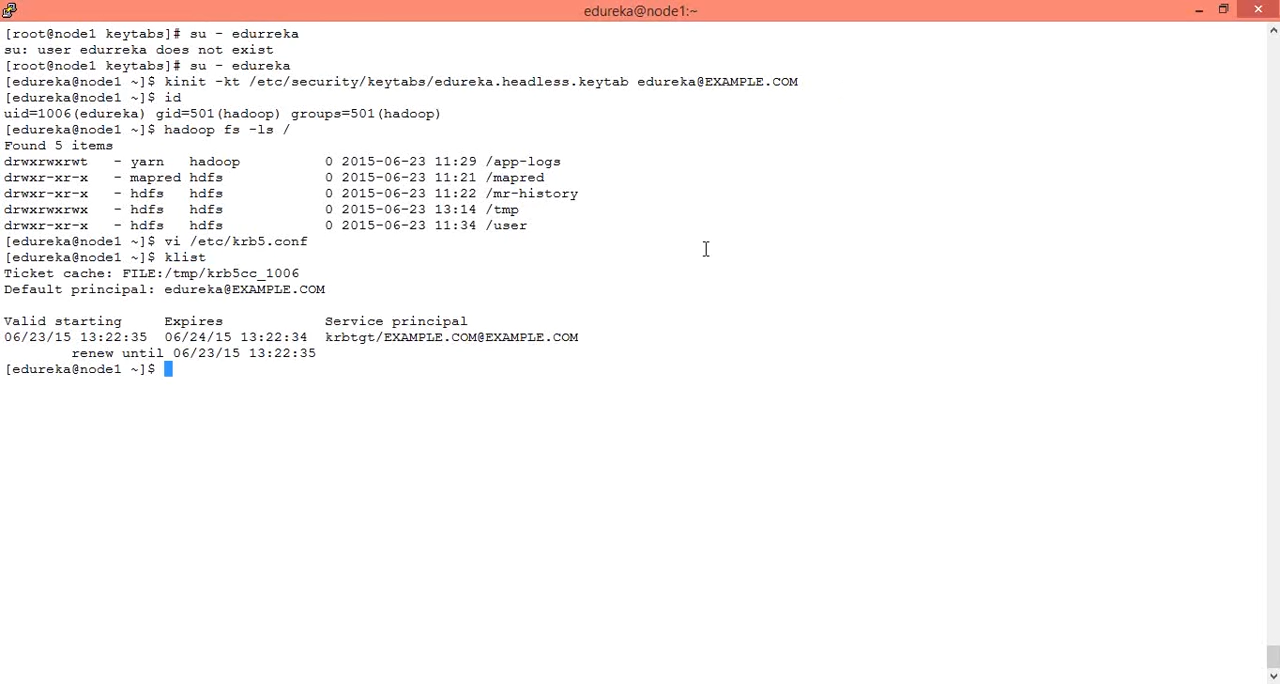 edureka@node1:~
[root@node1 keytabs]# su - edurreka
su: user edurreka does not exist
[root@node1 keytabs]# su - edureka
[edureka@node1 ~]$ kinit -kt /etc/security/keytabs/edureka.headless.keytab edureka@EXAMPLE.COM
[edureka@node1 ~]$ id
uid=1006(edureka) gid=501(hadoop) groups=501(hadoop)
[edureka@node1 ~]$ hadoop fs -ls /
Found 5 items
drwxrwxrwt   - yarn   hadoop          0 2015-06-23 11:29 /app-logs
drwxr-xr-x   - mapred hdfs            0 2015-06-23 11:21 /mapred
drwxr-xr-x   - hdfs   hdfs            0 2015-06-23 11:22 /mr-history
drwxrwxrwx   - hdfs   hdfs            0 2015-06-23 13:14 /tmp
drwxr-xr-x   - hdfs   hdfs            0 2015-06-23 11:34 /user
[edureka@node1 ~]$ vi /etc/krb5.conf
[edureka@node1 ~]$ klist
Ticket cache: FILE:/tmp/krb5cc_1006
Default principal: edureka@EXAMPLE.COM
Valid starting     Expires            Service principal
06/23/15 13:22:35  06/24/15 13:22:34  krbtgt/EXAMPLE.COM@EXAMPLE.COM
renew until 06/23/15 13:22:35
[edureka@node1 ~]$